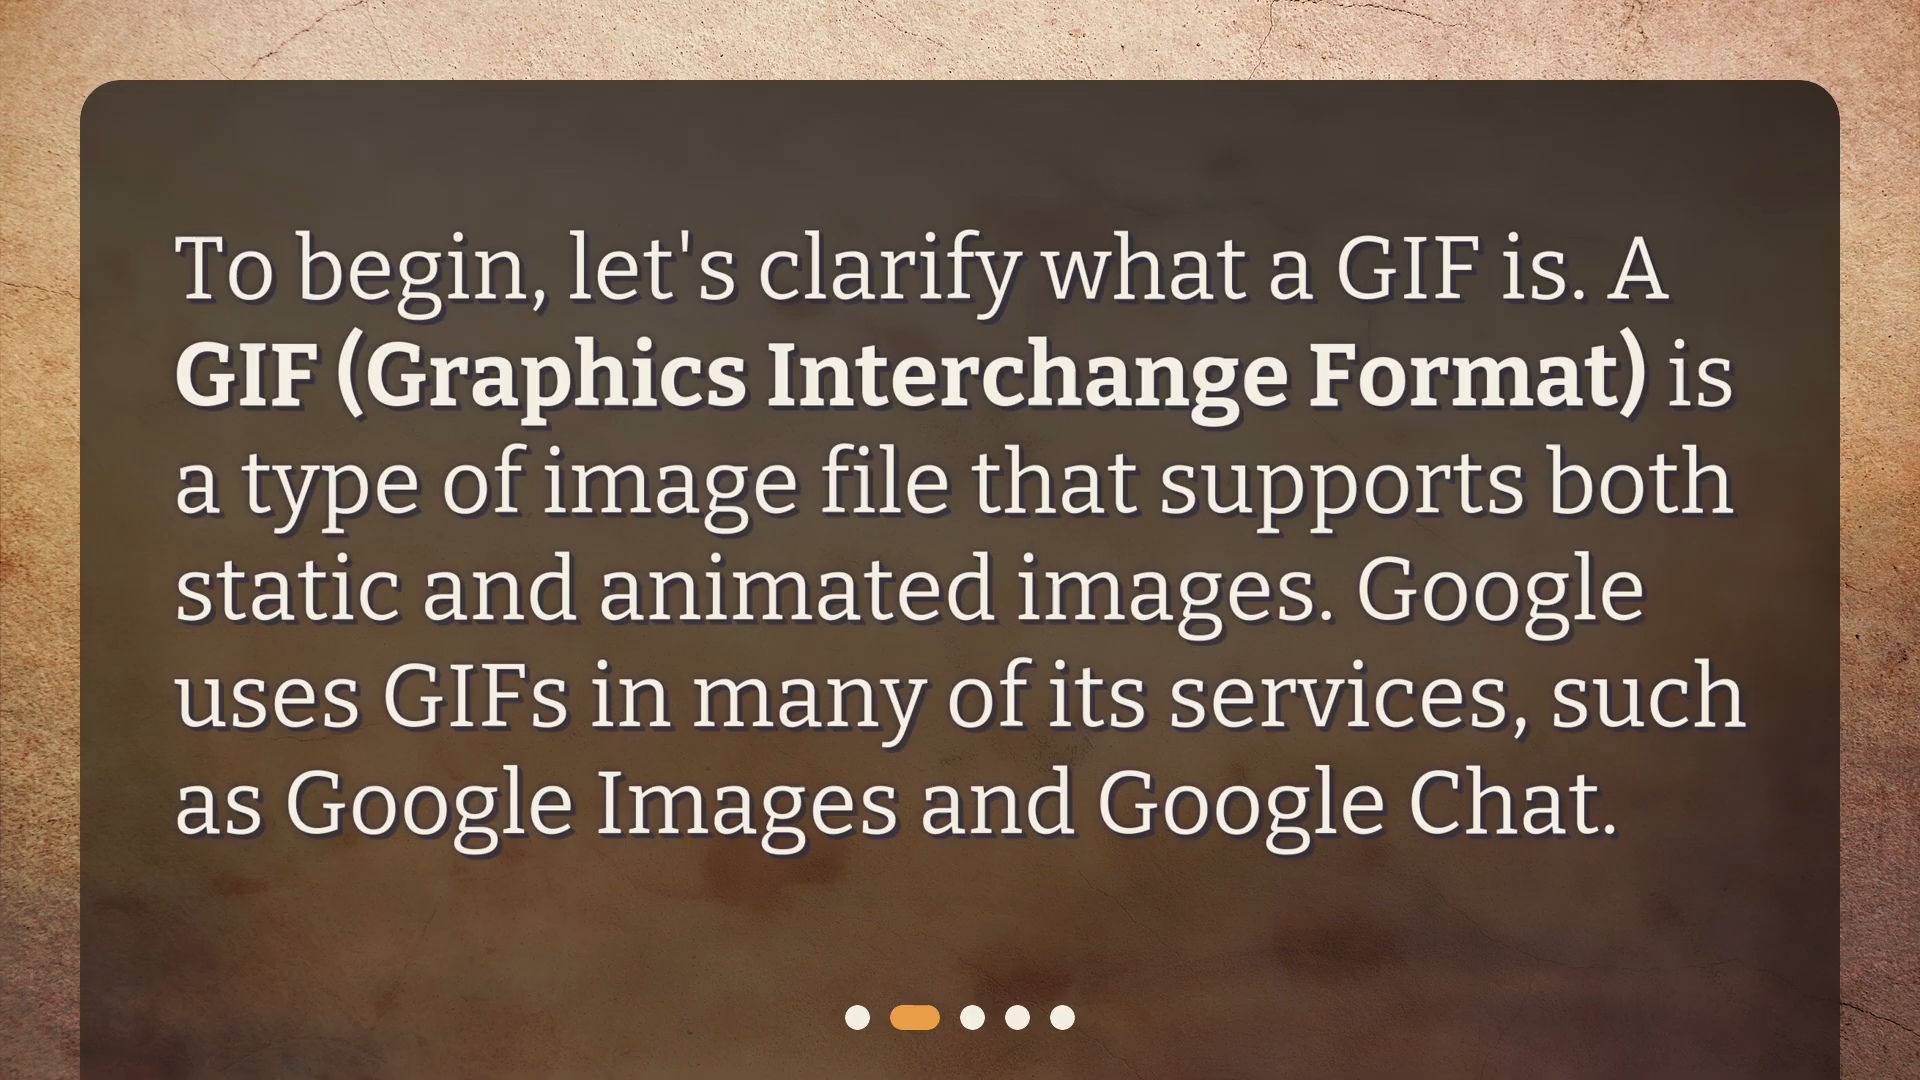 To begin, let's clarify what a GIF is. A
GIF (Graphics Interchange Format) is
a type of image file that supports both
static and animated images. Google
uses GIFs in many of its services, such
as Google Images and Google Chat.